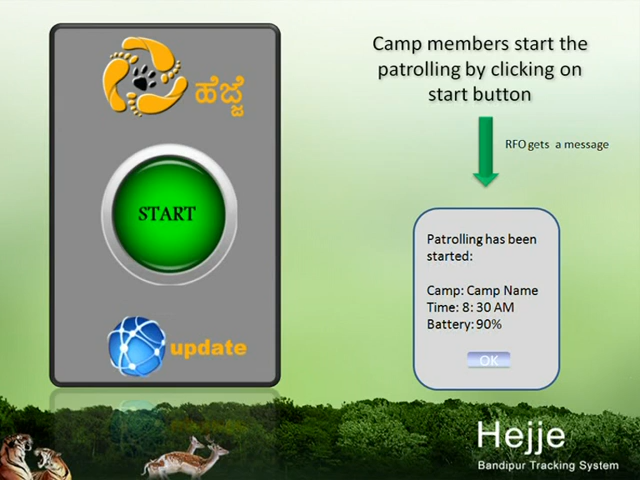 ಹೆಜ್ಜೆ
START
update
Camp members start the
patrolling by clicking on
start button
RFO gets a message
Patrolling has been
started:
Camp: Camp Name
Time: 8: 30 AM
Battery: 90%
OK
Hejje
Bandipur Tracking System